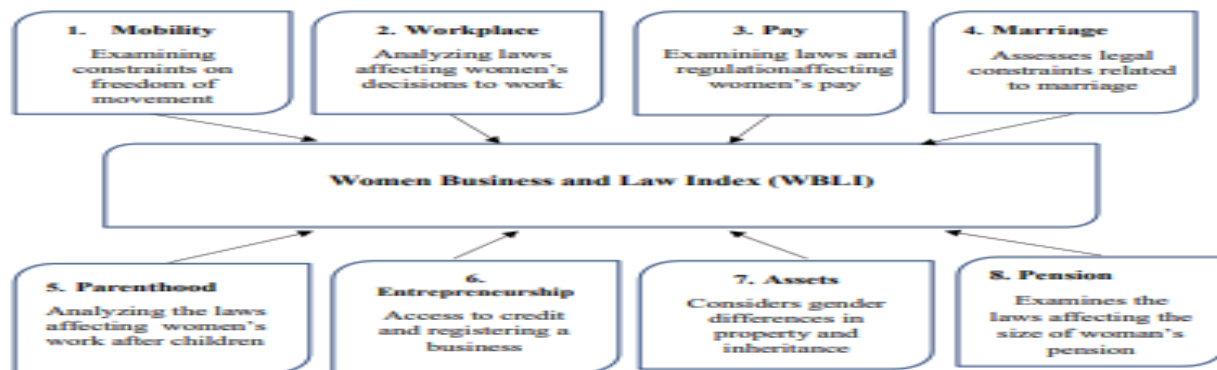 1. Mobility
Examining
constraints on
freedom of
movement
2. Workplace
Analyzing laws
affecting women's
decisions to work
3. Pay
Examining laws and
regulationaffecting
women's pay
4. Marriage
Assesses legal
constraints related
to marriage
Women Business and Law Index (WBLI)
5. Parenthood
Analyzing the laws
affecting women's
work after children
6.
Entrepreneurship
Access to credit
and registering a
business
7. Assets
Considers gender
differences in
property and
inheritance
8. Pension
Examines the
laws affecting the
size of woman's
pension